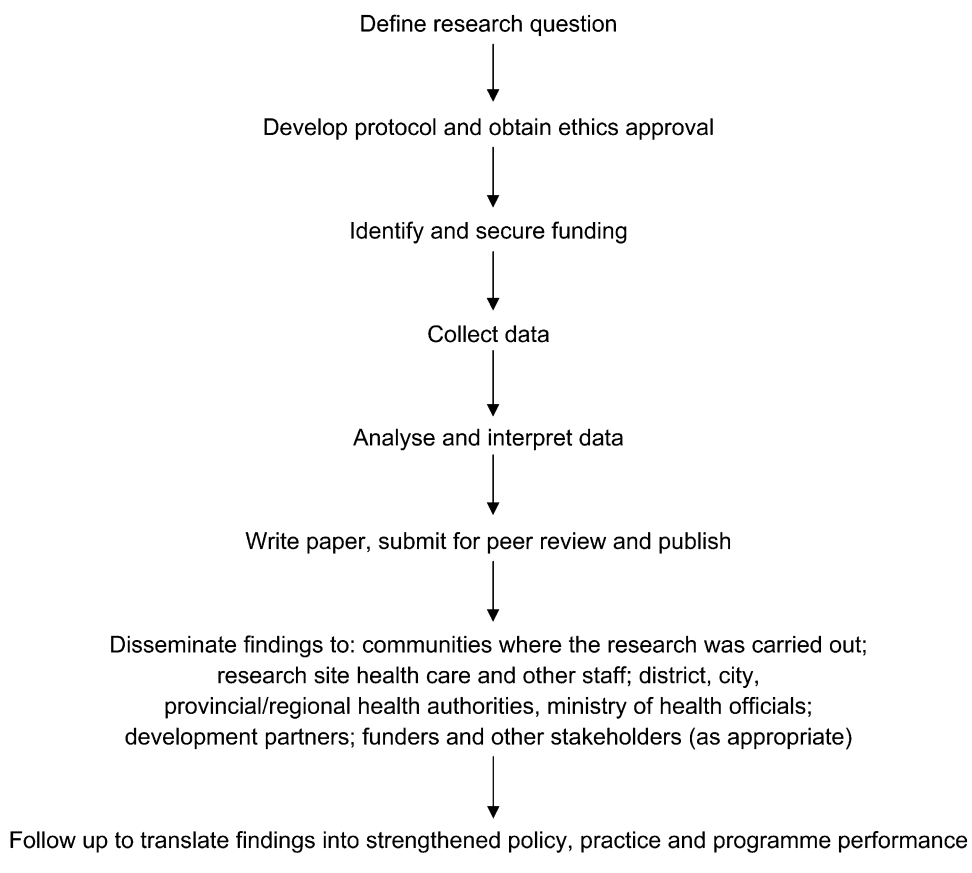 Define research question
Develop protocol and obtain ethics approval
Identify and secure funding
Collect data
Analyse and interpret data
Write paper, submit for peer review and publish
Disseminate findings to: communities where the research was carried out;
research site health care and other staff; district, city,
provincial/regional health authorities, ministry of health officials;
development partners; funders and other stakeholders (as appropriate)
Follow up to translate findings into strengthened policy, practice and programme performance